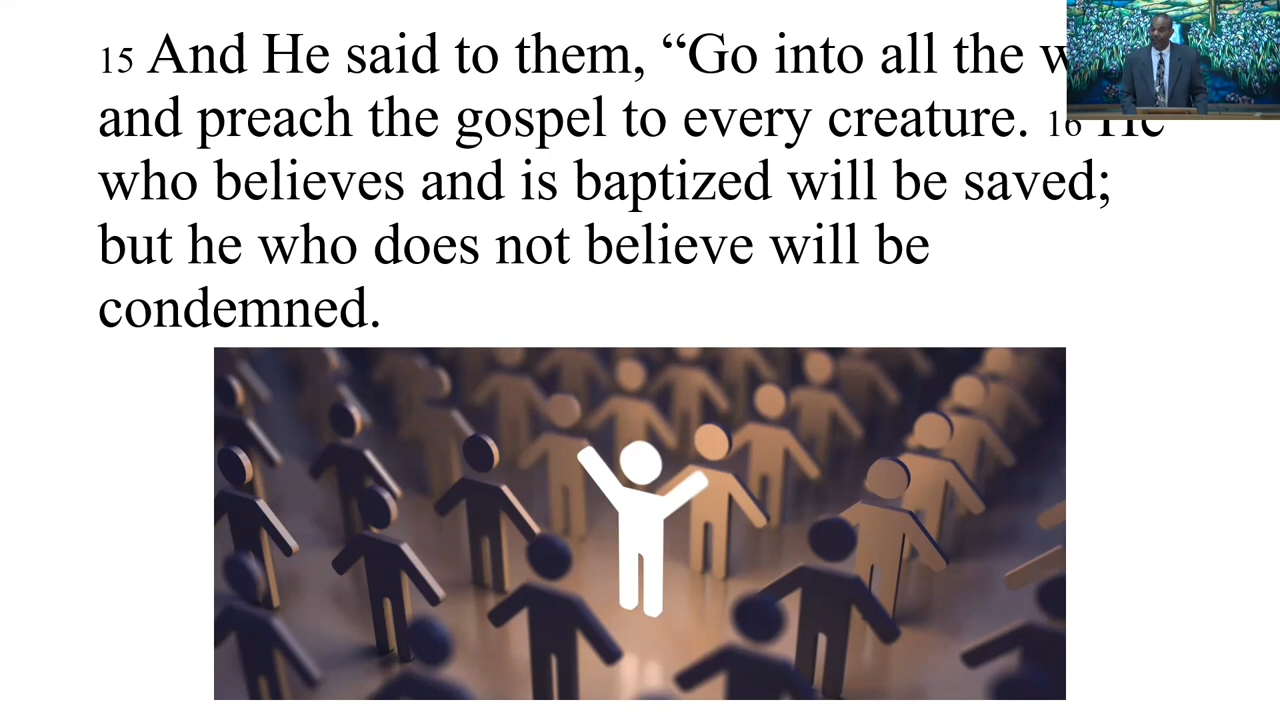 15 And He said to them, “Go into all the
and preach the gospel to every creature. 16 He
who believes and is baptized will be saved;
but he who does not believe will be
condemned.